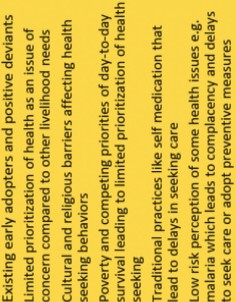 Existing early adopters and positive deviants
Limited prioritization of health as an issue of
concern compared to other livelihood needs
Cultural and religious barriers affecting health
seeking behaviors
Poverty and competing priorities of day-to-day
survival leading to limited prioritization of health
seeking
Traditional practices like self medication that
lead to delays in seeking care
Low risk perception of some health issues e.g.
malaria which leads to complacency and delays
to seek care or adopt preventive measures